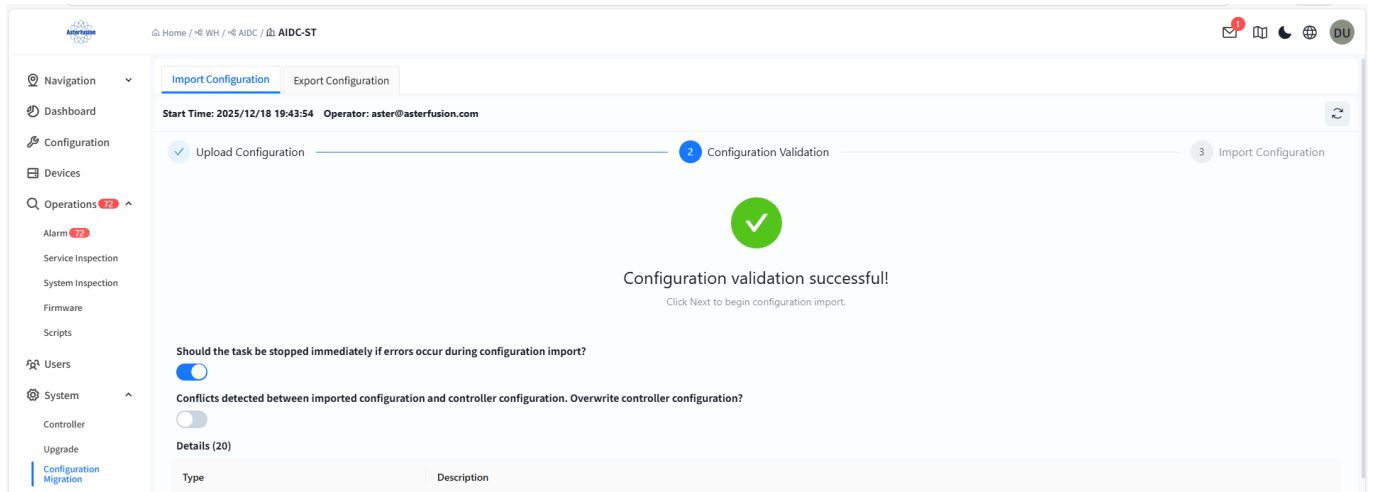 Asterfusion
Home / WH / AIDC / AIDC-ST
1
DU
Navigation
Dashboard
Configuration
Devices
Operations 72
Alarm 72
Service Inspection
System Inspection
Firmware
Scripts
Users
System
Controller
Upgrade
Configuration
Migration
Import Configuration Export Configuration
Start Time: 2025/12/18 19:43:54 Operator: aster@asterfusion.com
Upload Configuration 2 Configuration Validation 3 Import Configuration
Configuration validation successful!
Click Next to begin configuration import.
Should the task be stopped immediately if errors occur during configuration import?
Conflicts detected between imported configuration and controller configuration. Overwrite controller configuration?
Details (20)
Type Description